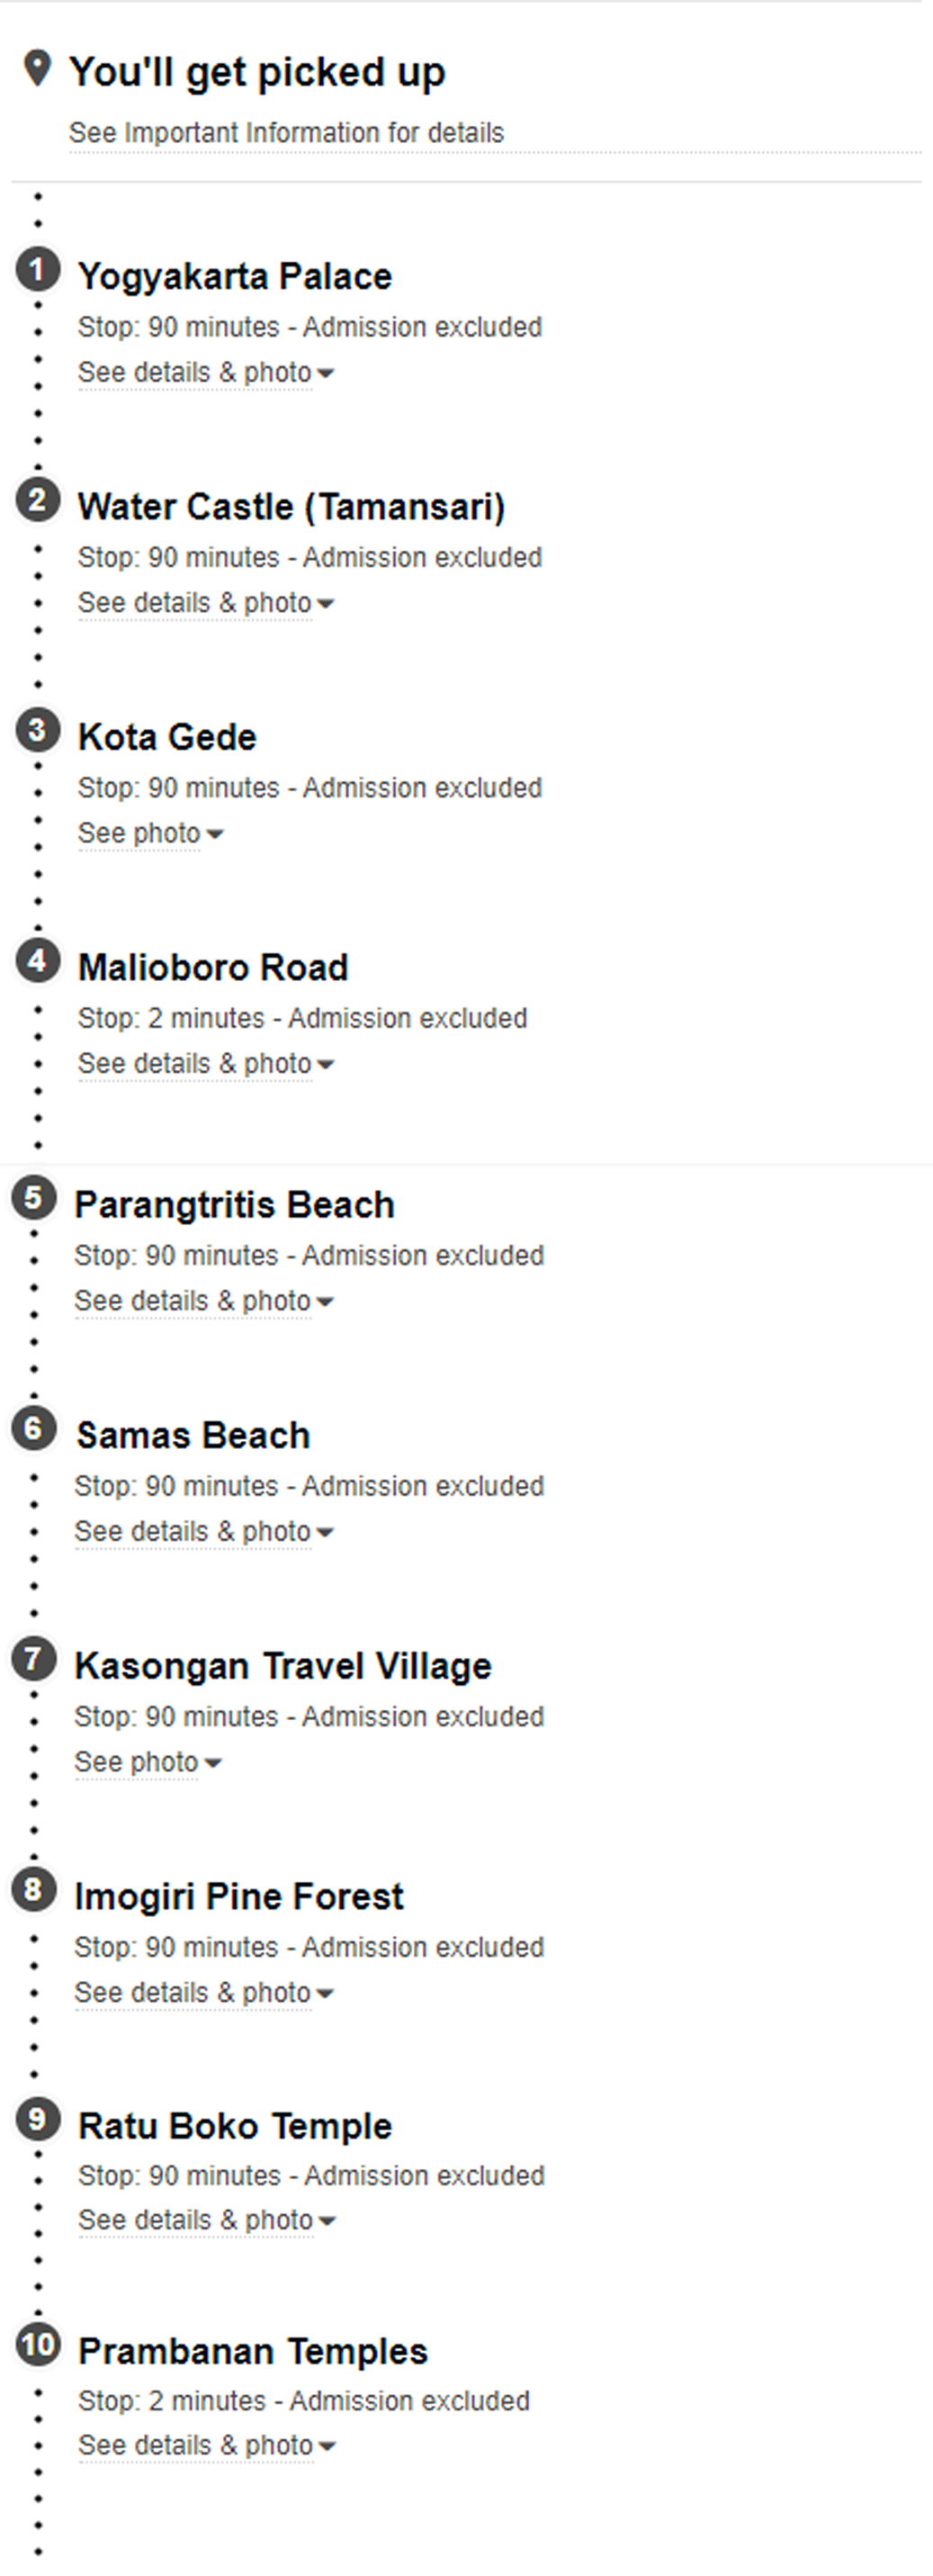 You'll get picked up
See Important Information for details
1
Yogyakarta Palace
Stop: 90 minutes - Admission excluded
See details & photo
2
Water Castle (Tamansari)
Stop: 90 minutes - Admission excluded
See details & photo
3
Kota Gede
Stop: 90 minutes - Admission excluded
See photo
4
Malioboro Road
Stop: 2 minutes - Admission excluded
See details & photo
5
Parangtritis Beach
Stop: 90 minutes - Admission excluded
See details & photo
6
Samas Beach
Stop: 90 minutes - Admission excluded
See details & photo
7
Kasongan Travel Village
Stop: 90 minutes - Admission excluded
See photo
8
Imogiri Pine Forest
Stop: 90 minutes - Admission excluded
See details & photo
9
Ratu Boko Temple
Stop: 90 minutes - Admission excluded
See details & photo
10
Prambanan Temples
Stop: 2 minutes - Admission excluded
See details & photo